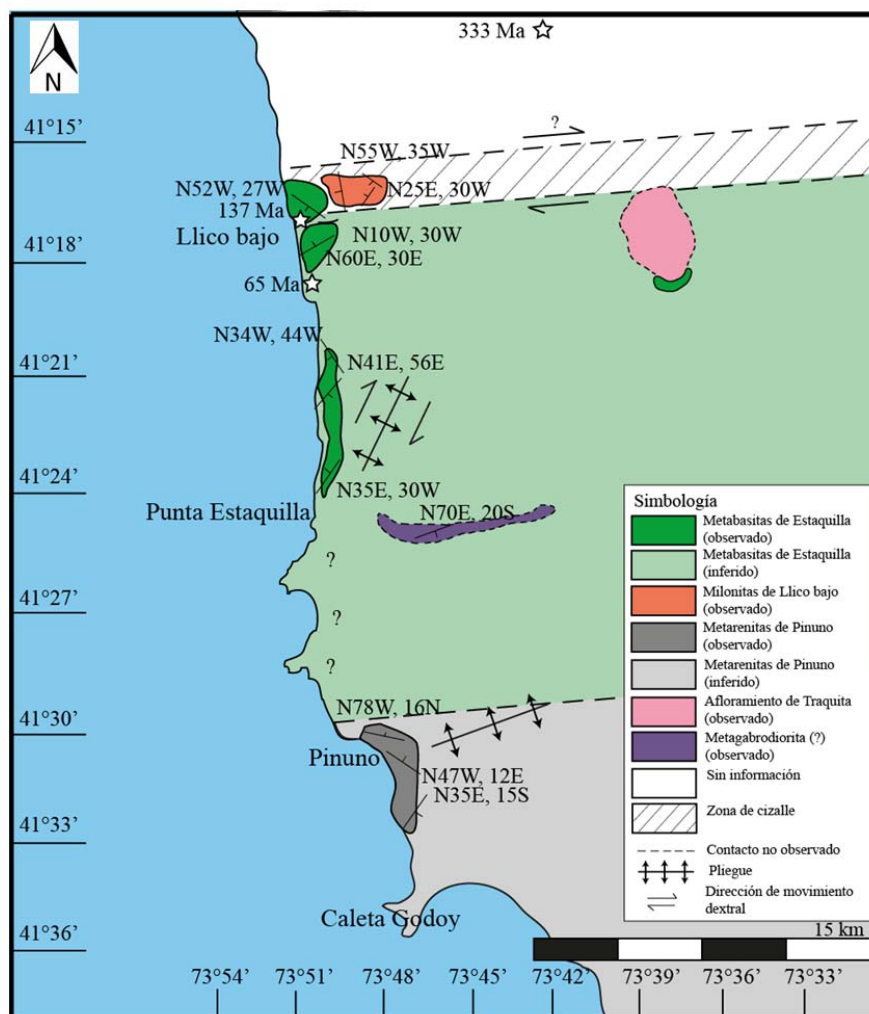 333 Ma
N
41°15’
?
N55W, 35W
N52W, 27W
N25E, 30W
137 Ma
Llico bajo
N10W, 30W
41°18’
N60E, 30E
65 Ma
N34W, 44W
41°21’
N41E, 56E
41°24’
N35E, 30W
Punta Estaquilla
N70E, 20S
?
41°27’
?
?
N78W, 16N
41°30’
Pinuno
N47W, 12E
N35E, 15S
41°33’
Caleta Godoy
41°36’
Simbología
Metabasitas de Estaquilla
(observado)
Metabasitas de Estaquilla
(inferido)
Milonitas de Llico bajo
(observado)
Metarenitas de Pinuno
(observado)
Metarenitas de Pinuno
(inferido)
Afloramiento de Traquita
(observado)
Metagabrodiorita (?)
(observado)
Sin información
Zona de cizalle
Contacto no observado
Pliegue
Dirección de movimiento
dextral
15 km
73°54’ 73°51’ 73°48’ 73°45’ 73°42’ 73°39’ 73°36’ 73°33’